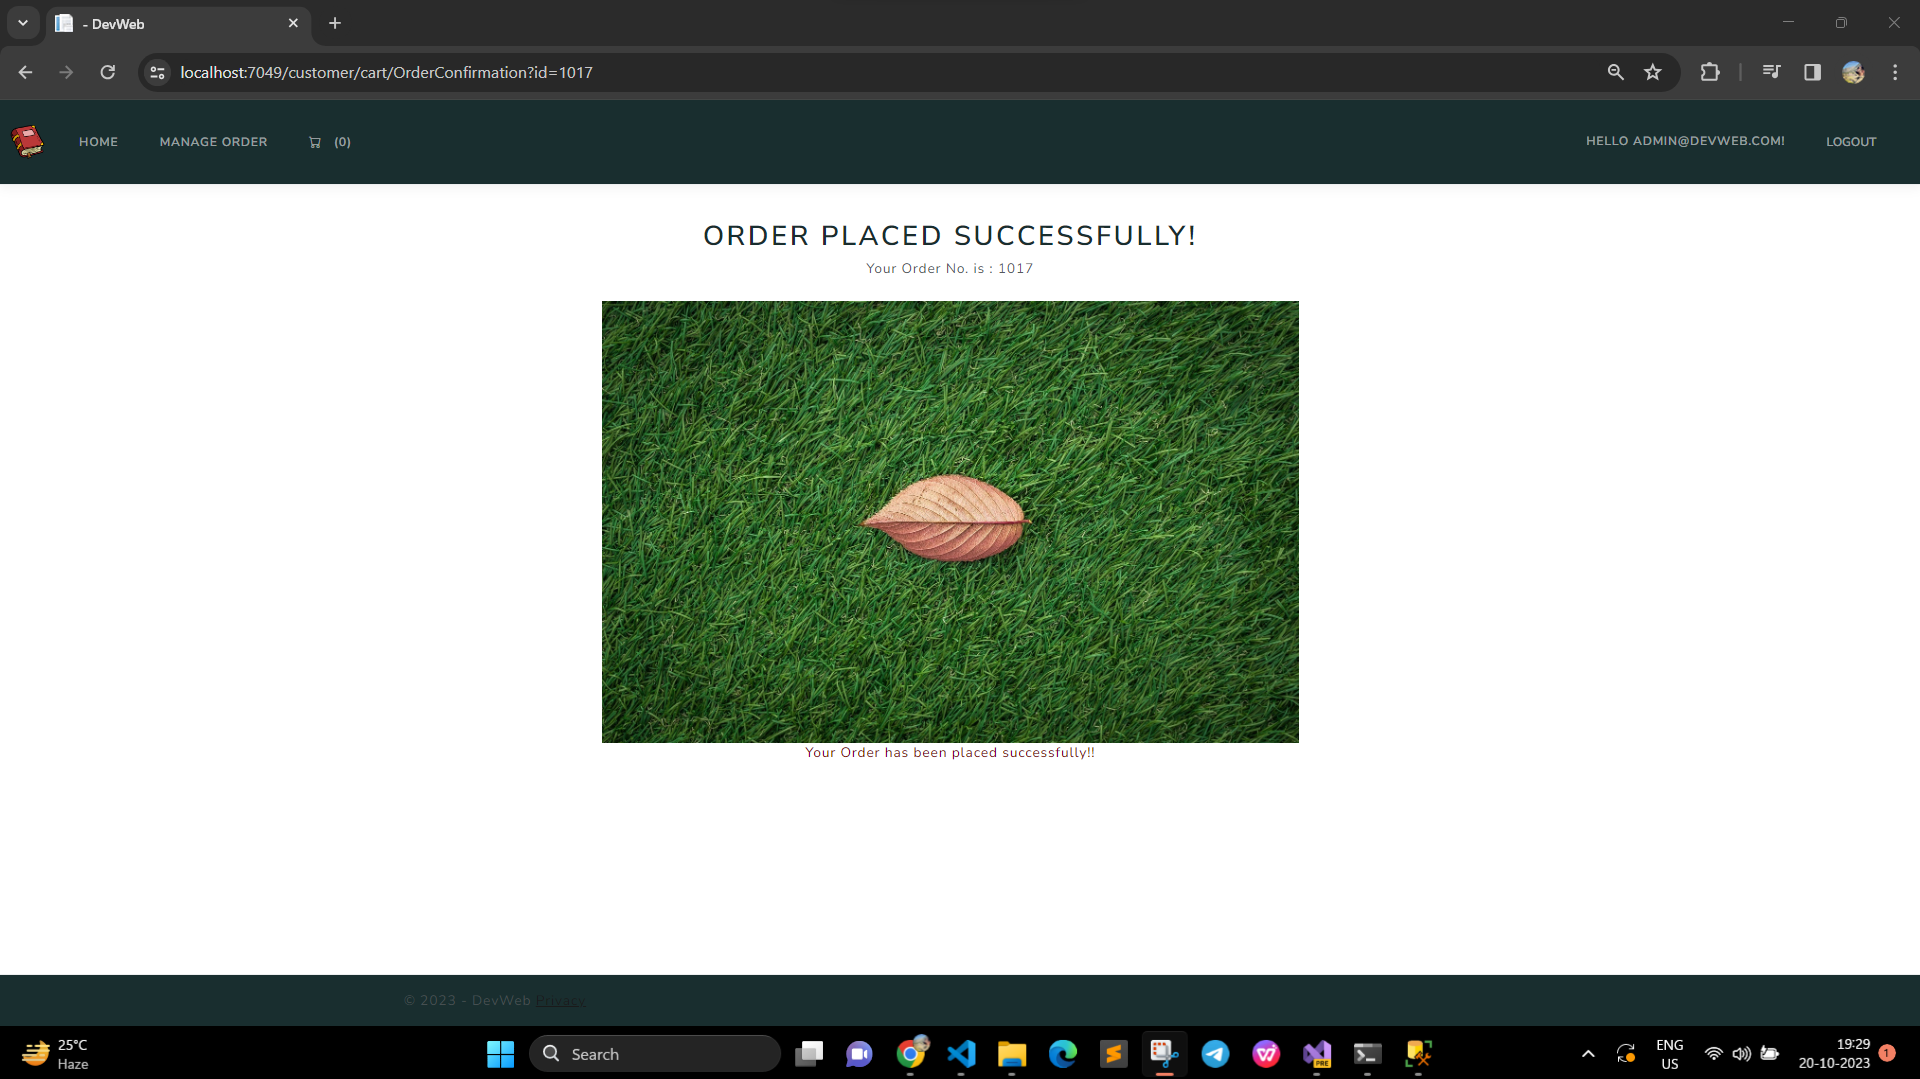 - DevWeb
localhost:7049/customer/cart/OrderConfirmation?id=1017
HOME MANAGE ORDER (0) HELLO ADMIN@DEVWEB.COM! LOGOUT
ORDER PLACED SUCCESSFULLY!
Your Order No. is : 1017
Your Order has been placed successfully!!
© 2023 - DevWeb Privacy
25°C
Haze
Search
PRE
ENG
US
19:29
20-10-2023
1